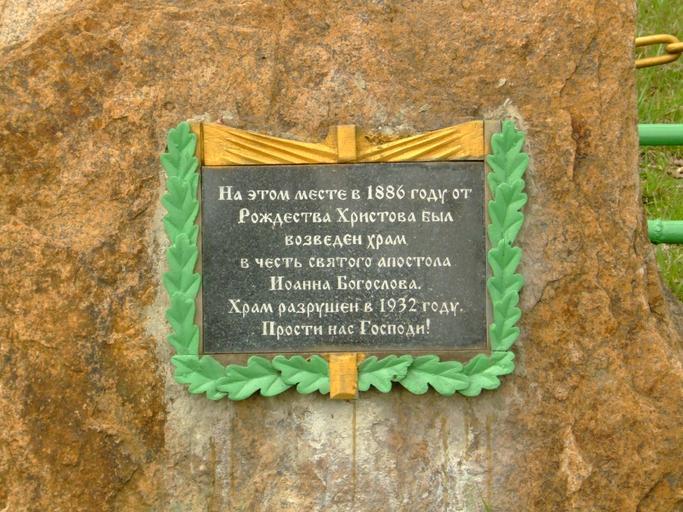 На этом месте в 1886 году от
Рождества Христова был
возведен храм
в честь святого апостола
Иоанна Богослова.
Храм разрушен в 1932 году.
Прости нас Господи!